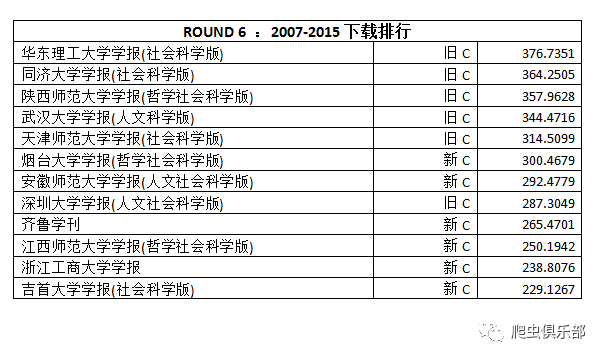 ROUND 6 : 2007-2015 下载排行
华东理工大学学报(社会科学版) 旧 C 376.7351
同济大学学报(社会科学版) 旧 C 364.2505
陕西师范大学学报(哲学社会科学版) 旧 C 357.9628
武汉大学学报(人文科学版) 旧 C 344.4716
天津师范大学学报(社会科学版) 旧 C 314.5099
烟台大学学报(哲学社会科学版) 新 C 300.4679
安徽师范大学学报(人文社会科学版) 新 C 292.4779
深圳大学学报(人文社会科学版) 旧 C 287.3049
齐鲁学刊 新 C 265.4701
江西师范大学学报(哲学社会科学版) 新 C 250.1942
浙江工商大学学报 新 C 238.8076
吉首大学学报(社会科学版) 新 C 229.1267
爬虫俱乐部